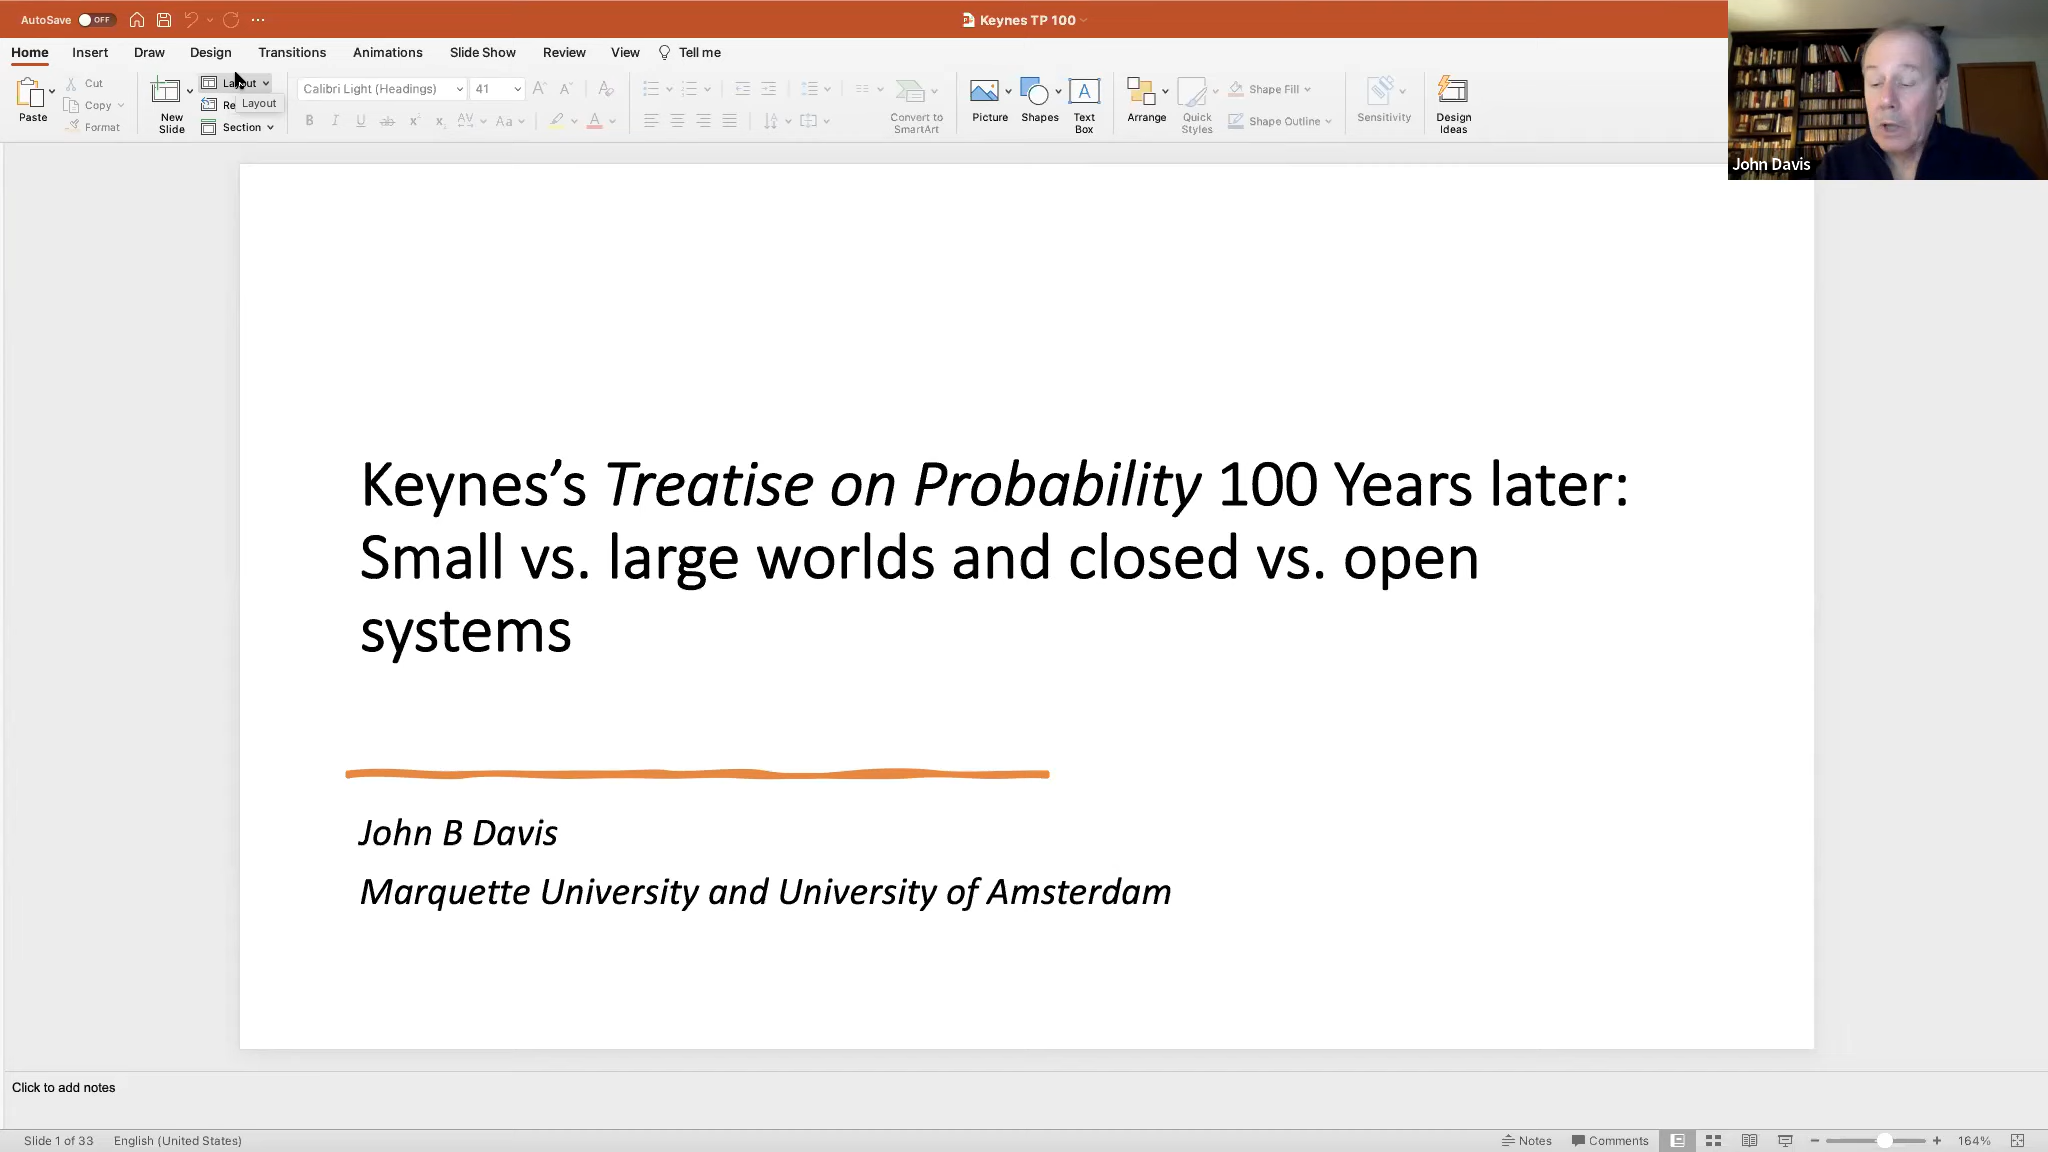 AutoSave OFF
Keynes TP 100
Home Insert Draw Design Transitions Animations Slide Show Review View Tell me
Paste
Cut
Copy
Format
New
Slide
Layout
Re
Layout
Section
Calibri Light (Headings) 41
Convert to
SmartArt
Picture
Shapes
Text
Box
Arrange
Quick
Styles
Shape Fill
Shape Outline
Sensitivity
Design
Ideas
John Davis
Keynes’s Treatise on Probability 100 Years later:
Small vs. large worlds and closed vs. open
systems
John B Davis
Marquette University and University of Amsterdam
Click to add notes
Slide 1 of 33 English (United States) Notes Comments 164%